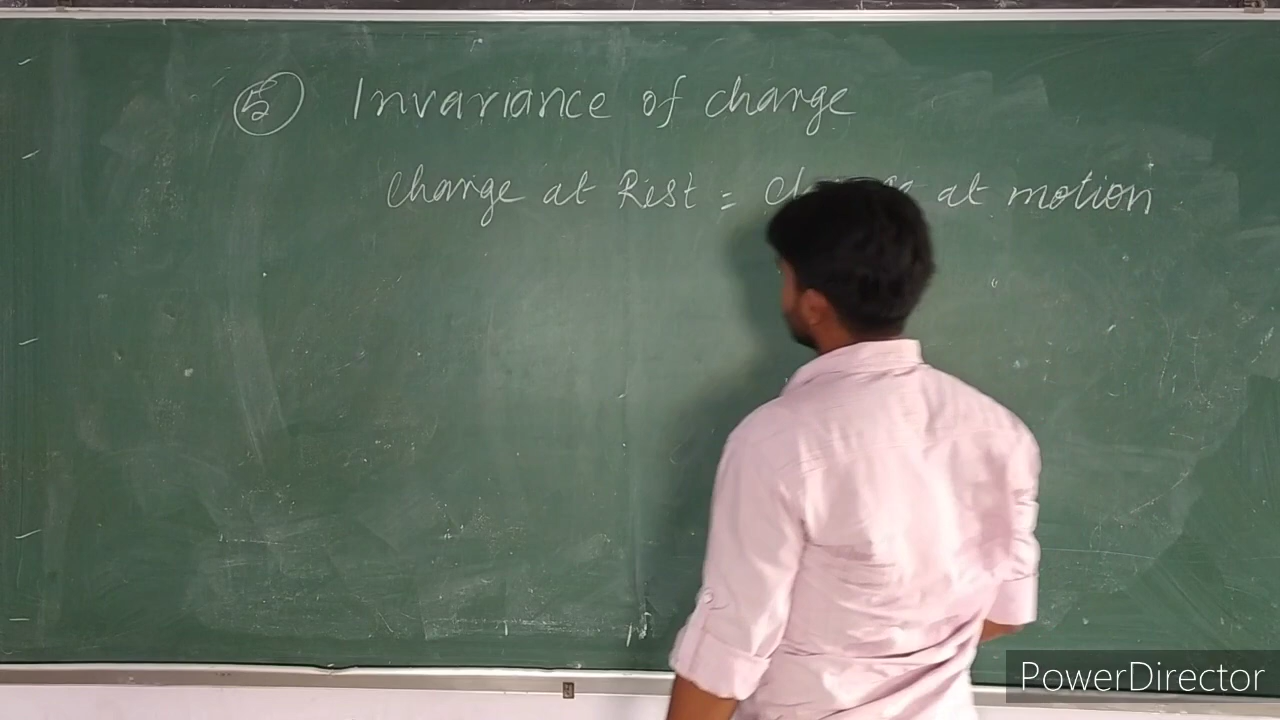 ⑤ Invariance of charge
Charge at Rest = at motion
PowerDirector